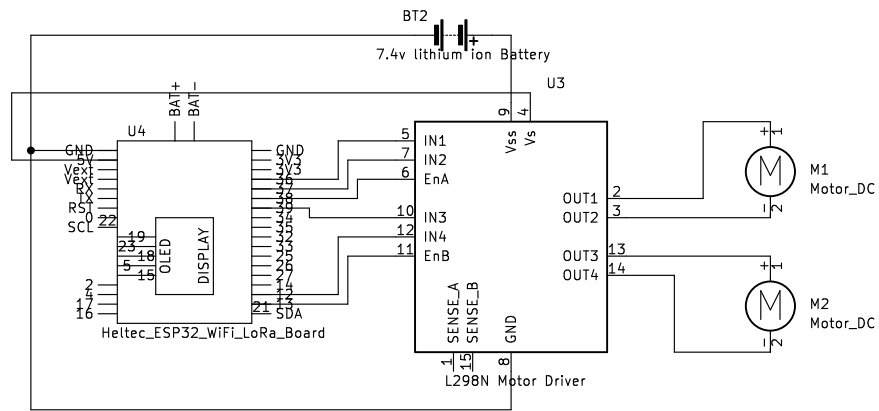 BT2
+
7.4v lithium ion Battery
U3
BAT+
BAT-
U4
GND
5V
Vext
Vext
RX
TX
RST
0
22
SCL
19
23
18
5
15
OLED
DISPLAY
2
4
17
16
GND
3V3
3V3
36
37
38
39
34
35
32
33
25
26
27
14
12
13
21
SDA
Heltec_ESP32_WiFi_LoRa_Board
9
4
Vss
Vs
5
IN1
7
IN2
6
EnA
10
IN3
12
IN4
11
EnB
OUT1
2
OUT2
3
OUT3
13
OUT4
14
SENSE_A
SENSE_B
GND
1
15
8
L298N Motor Driver
+
1
M
M1
Motor_DC
-
2
+
1
M
M2
Motor_DC
-
2